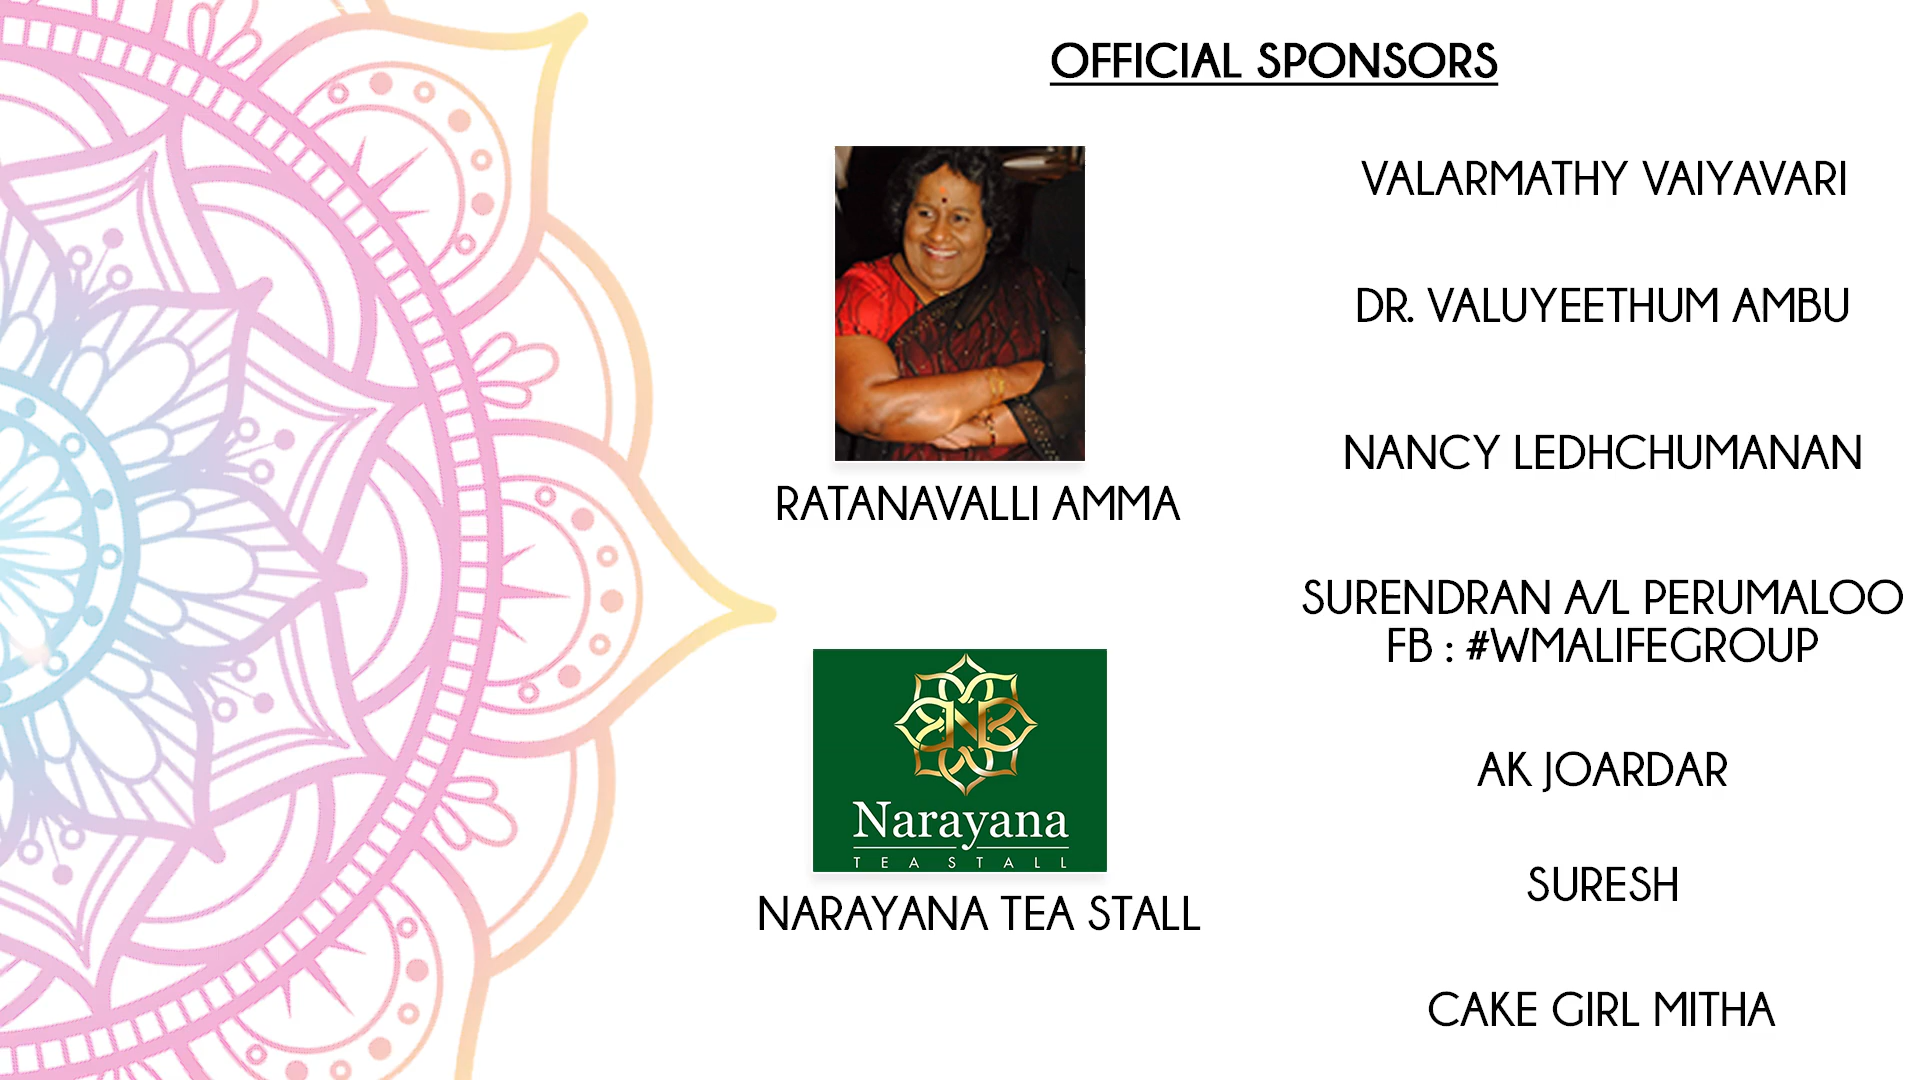 OFFICIAL SPONSORS
RATANAVALLI AMMA
Narayana
TEA STALL
NARAYANA TEA STALL
VALARMATHY VAIYAVARI
DR. VALUYEETHUM AMBU
NANCY LEDHCHUMANAN
SURENDRAN A/L PERUMALOO
FB : #WMALIFEGROUP
AK JOARDAR
SURESH
CAKE GIRL MITHA